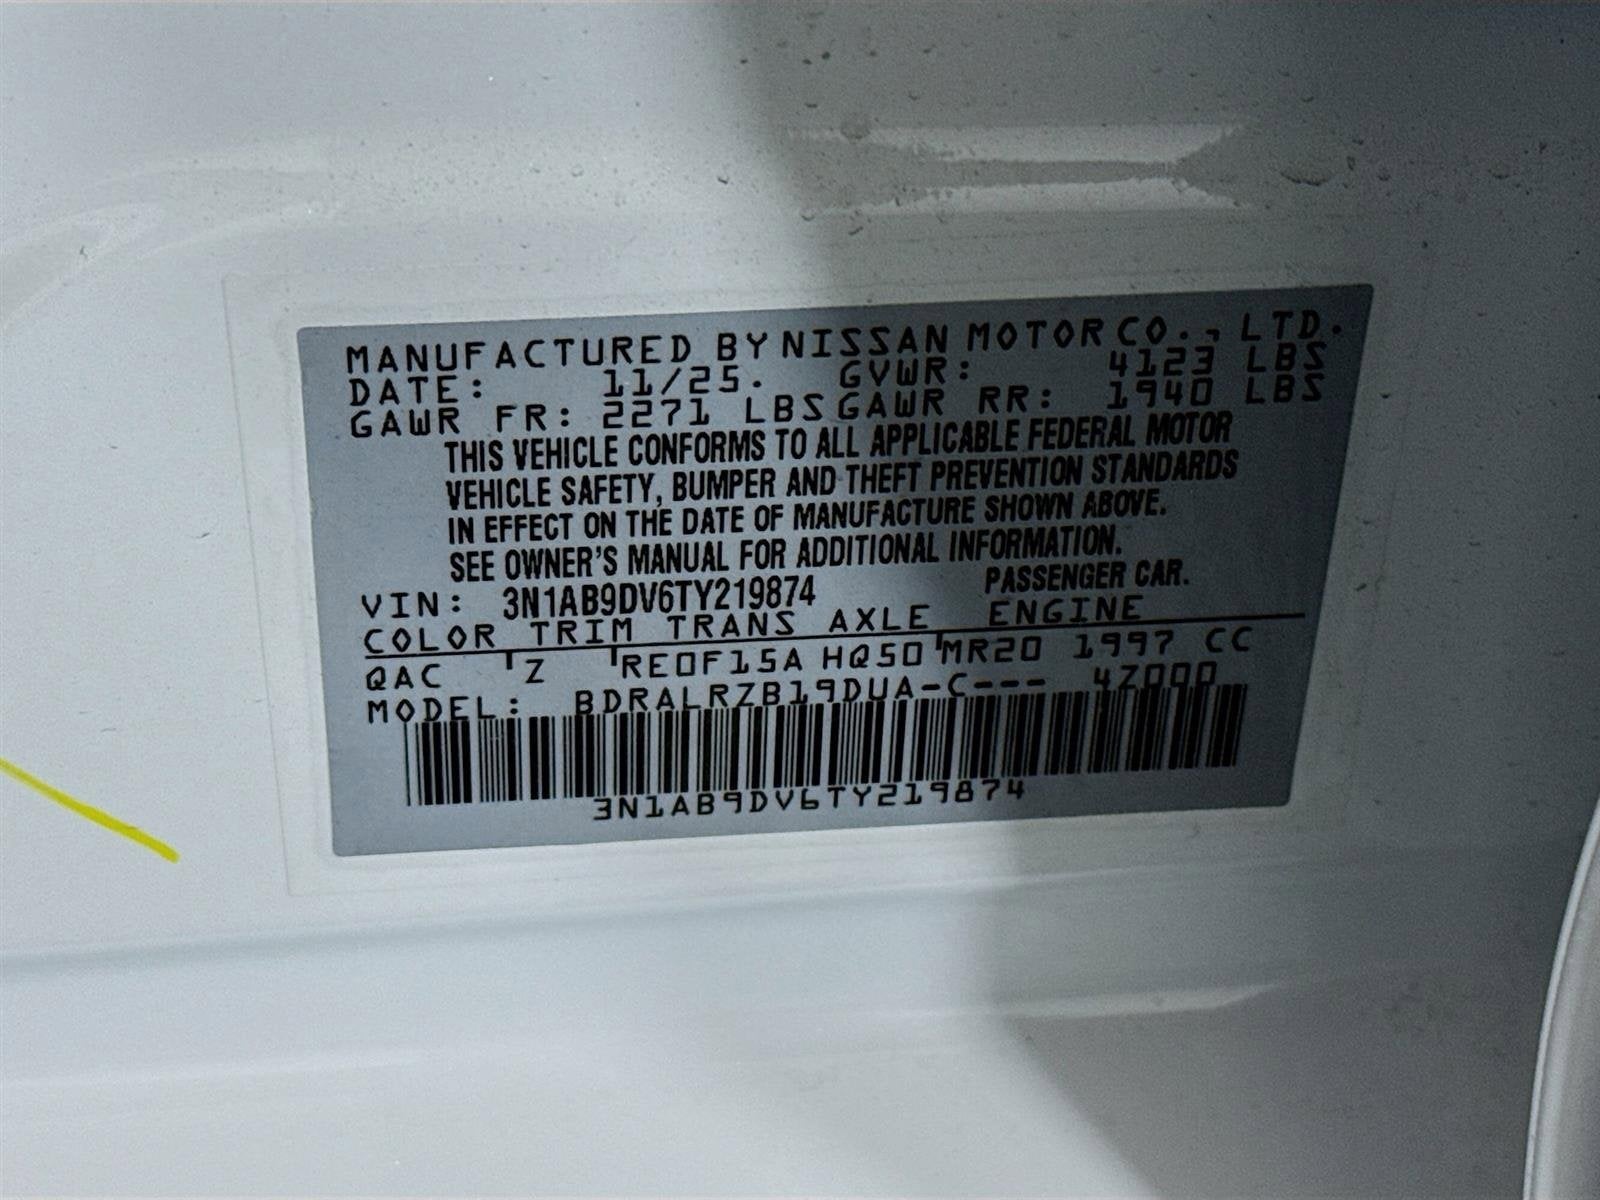 MANUFACTURED BY NISSAN MOTOR CO., LTD.
DATE: 11/25. GVWR: 4123 LBS
GAWR FR: 2271 LBS GAWR RR: 1940 LBS
THIS VEHICLE CONFORMS TO ALL APPLICABLE FEDERAL MOTOR
VEHICLE SAFETY, BUMPER AND THEFT PREVENTION STANDARDS
IN EFFECT ON THE DATE OF MANUFACTURE SHOWN ABOVE.
SEE OWNER'S MANUAL FOR ADDITIONAL INFORMATION.
VIN: 3N1AB9DV6TY219874 PASSENGER CAR.
COLOR TRIM TRANS AXLE ENGINE
QAC Z RE0F15A HQ50 MR20 1997 CC
MODEL: BDRALRZB19DUA-C--- 4Z000
3N1AB9DV6TY219874